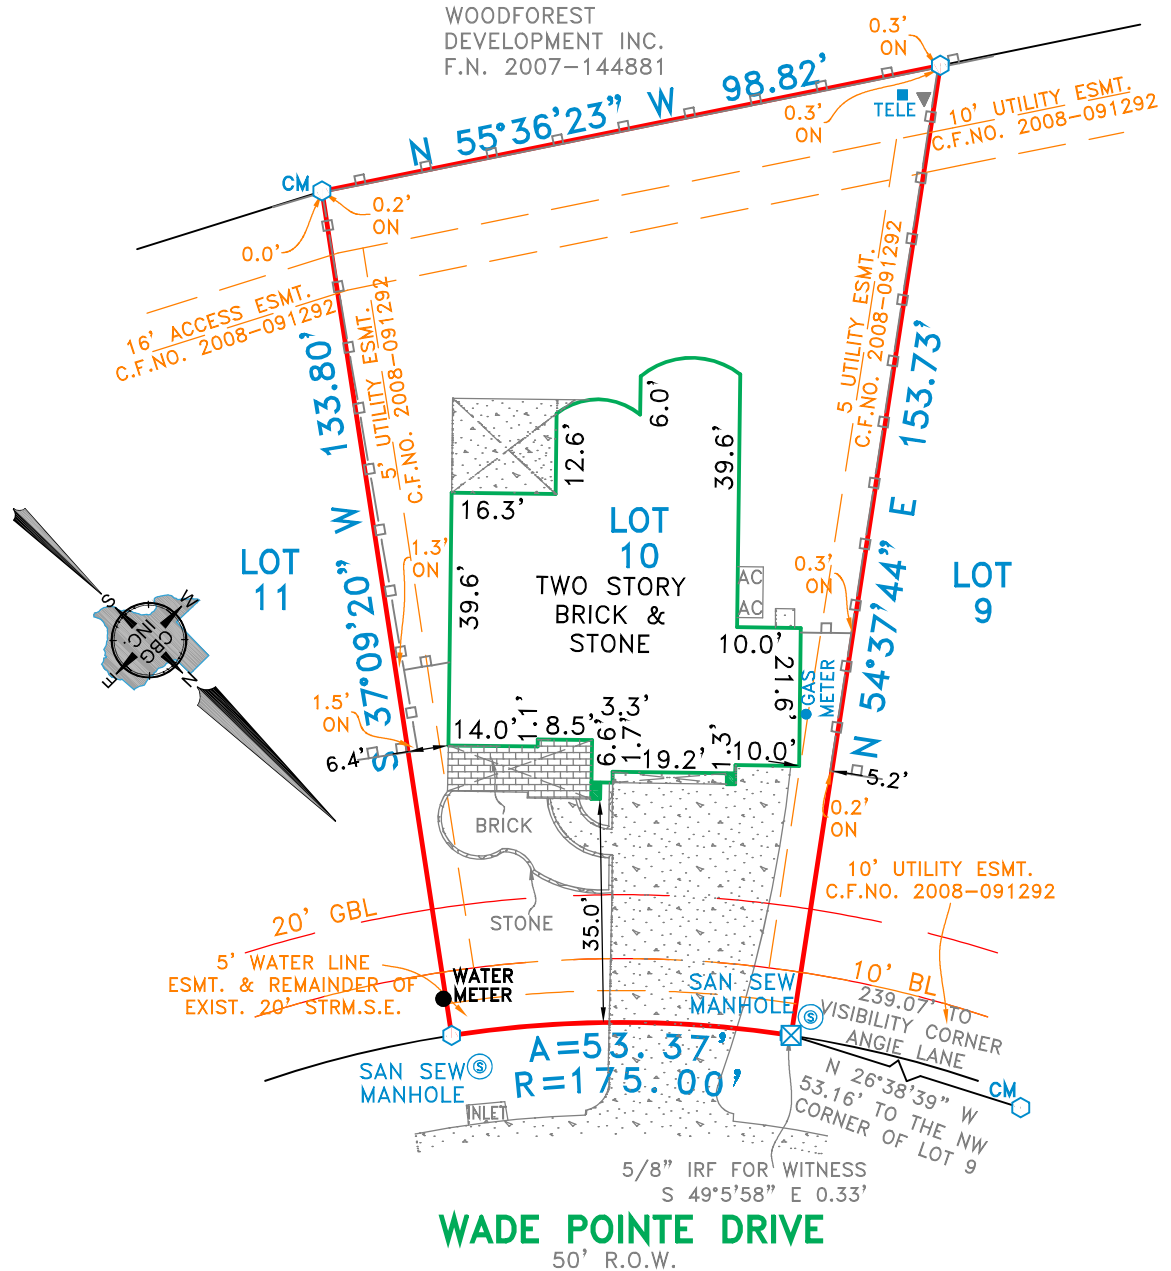 WOODFOREST
DEVELOPMENT INC.
F.N. 2007-144881
0.3'
ON
N 55°36'23" W 98.82'
0.3'
ON
TELE
10' UTILITY ESMT.
C.F.NO. 2008-091292
CM
0.2'
ON
0.0'
16' ACCESS ESMT.
C.F.NO. 2008-091292
5' UTILITY ESMT.
C.F.NO. 2008-091292
5 UTILITY ESMT.
C.F.NO. 2008-091292
S 37°09'20" W 133.80'
N 54°37'44" E 153.73'
6.0'
12.6'
39.6'
16.3'
LOT
10
TWO STORY
BRICK &
STONE
39.6'
LOT
11
LOT
9
AC
AC
0.3'
ON
1.3'
ON
S
W
CBG
INC.
E
N
10.0'
21.6'
GAS
METER
1.5'
ON
6.4'
14.0'
1.1'
8.5'
6.6'
3.3'
1.7'
19.2'
1.3'
10.0'
5.2'
0.2'
ON
BRICK
STONE
35.0'
20' GBL
10' UTILITY ESMT.
C.F.NO. 2008-091292
5' WATER LINE
ESMT. & REMAINDER OF
EXIST. 20' STRM.S.E.
WATER
METER
SAN SEW
MANHOLE
S
10' BL
239.07' TO
VISIBILITY CORNER
ANGIE LANE
A=53.37'
R=175.00'
SAN SEW
MANHOLE
S
INLET
CM
N 26°38'39" W
53.16' TO THE NW
CORNER OF LOT 9
5/8" IRF FOR WITNESS
S 49°5'58" E 0.33'
WADE POINTE DRIVE
50' R.O.W.